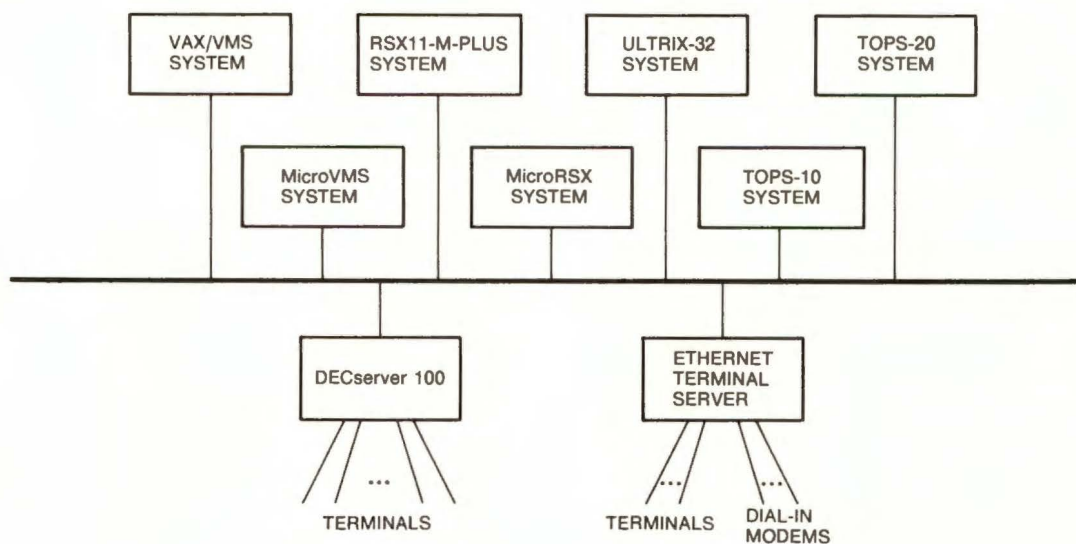 VAX/VMS
SYSTEM
RSX11-M-PLUS
SYSTEM
ULTRIX-32
SYSTEM
TOPS-20
SYSTEM
MicroVMS
SYSTEM
MicroRSX
SYSTEM
TOPS-10
SYSTEM
DECserver 100
ETHERNET
TERMINAL
SERVER
...
...
...
TERMINALS
TERMINALS
DIAL-IN
MODEMS